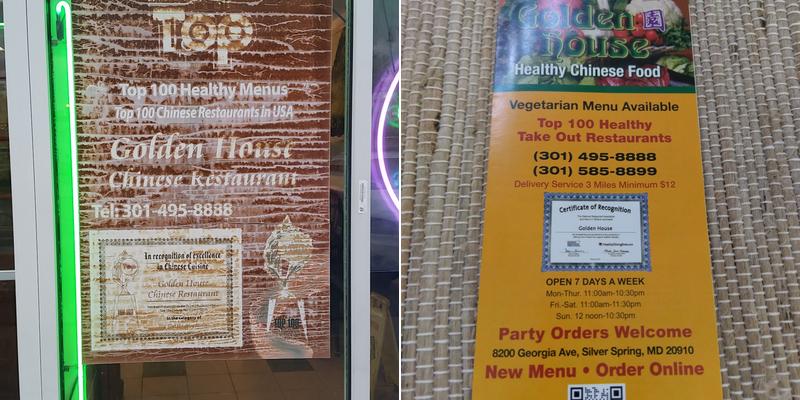 Top
Top 100 Healthy Menus
Top 100 Chinese Restaurants in USA
Golden House
Chinese Restaurant
Tel: 301-495-8888
In recognition of excellence
in Chinese Cuisine
Golden House
Chinese Restaurant
TOP 100
Golden 園
house
Healthy Chinese Food
Vegetarian Menu Available
Top 100 Healthy
Take Out Restaurants
(301) 495-8888
(301) 585-8899
Delivery Service 3 Miles Minimum $12
Certificate of Recognition
Golden House
OPEN 7 DAYS A WEEK
Mon-Thur. 11:00am-10:30pm
Fri.-Sat. 11:00am-11:30pm
Sun. 12 noon-10:30pm
Party Orders Welcome
8200 Georgia Ave, Silver Spring, MD 20910
New Menu • Order Online